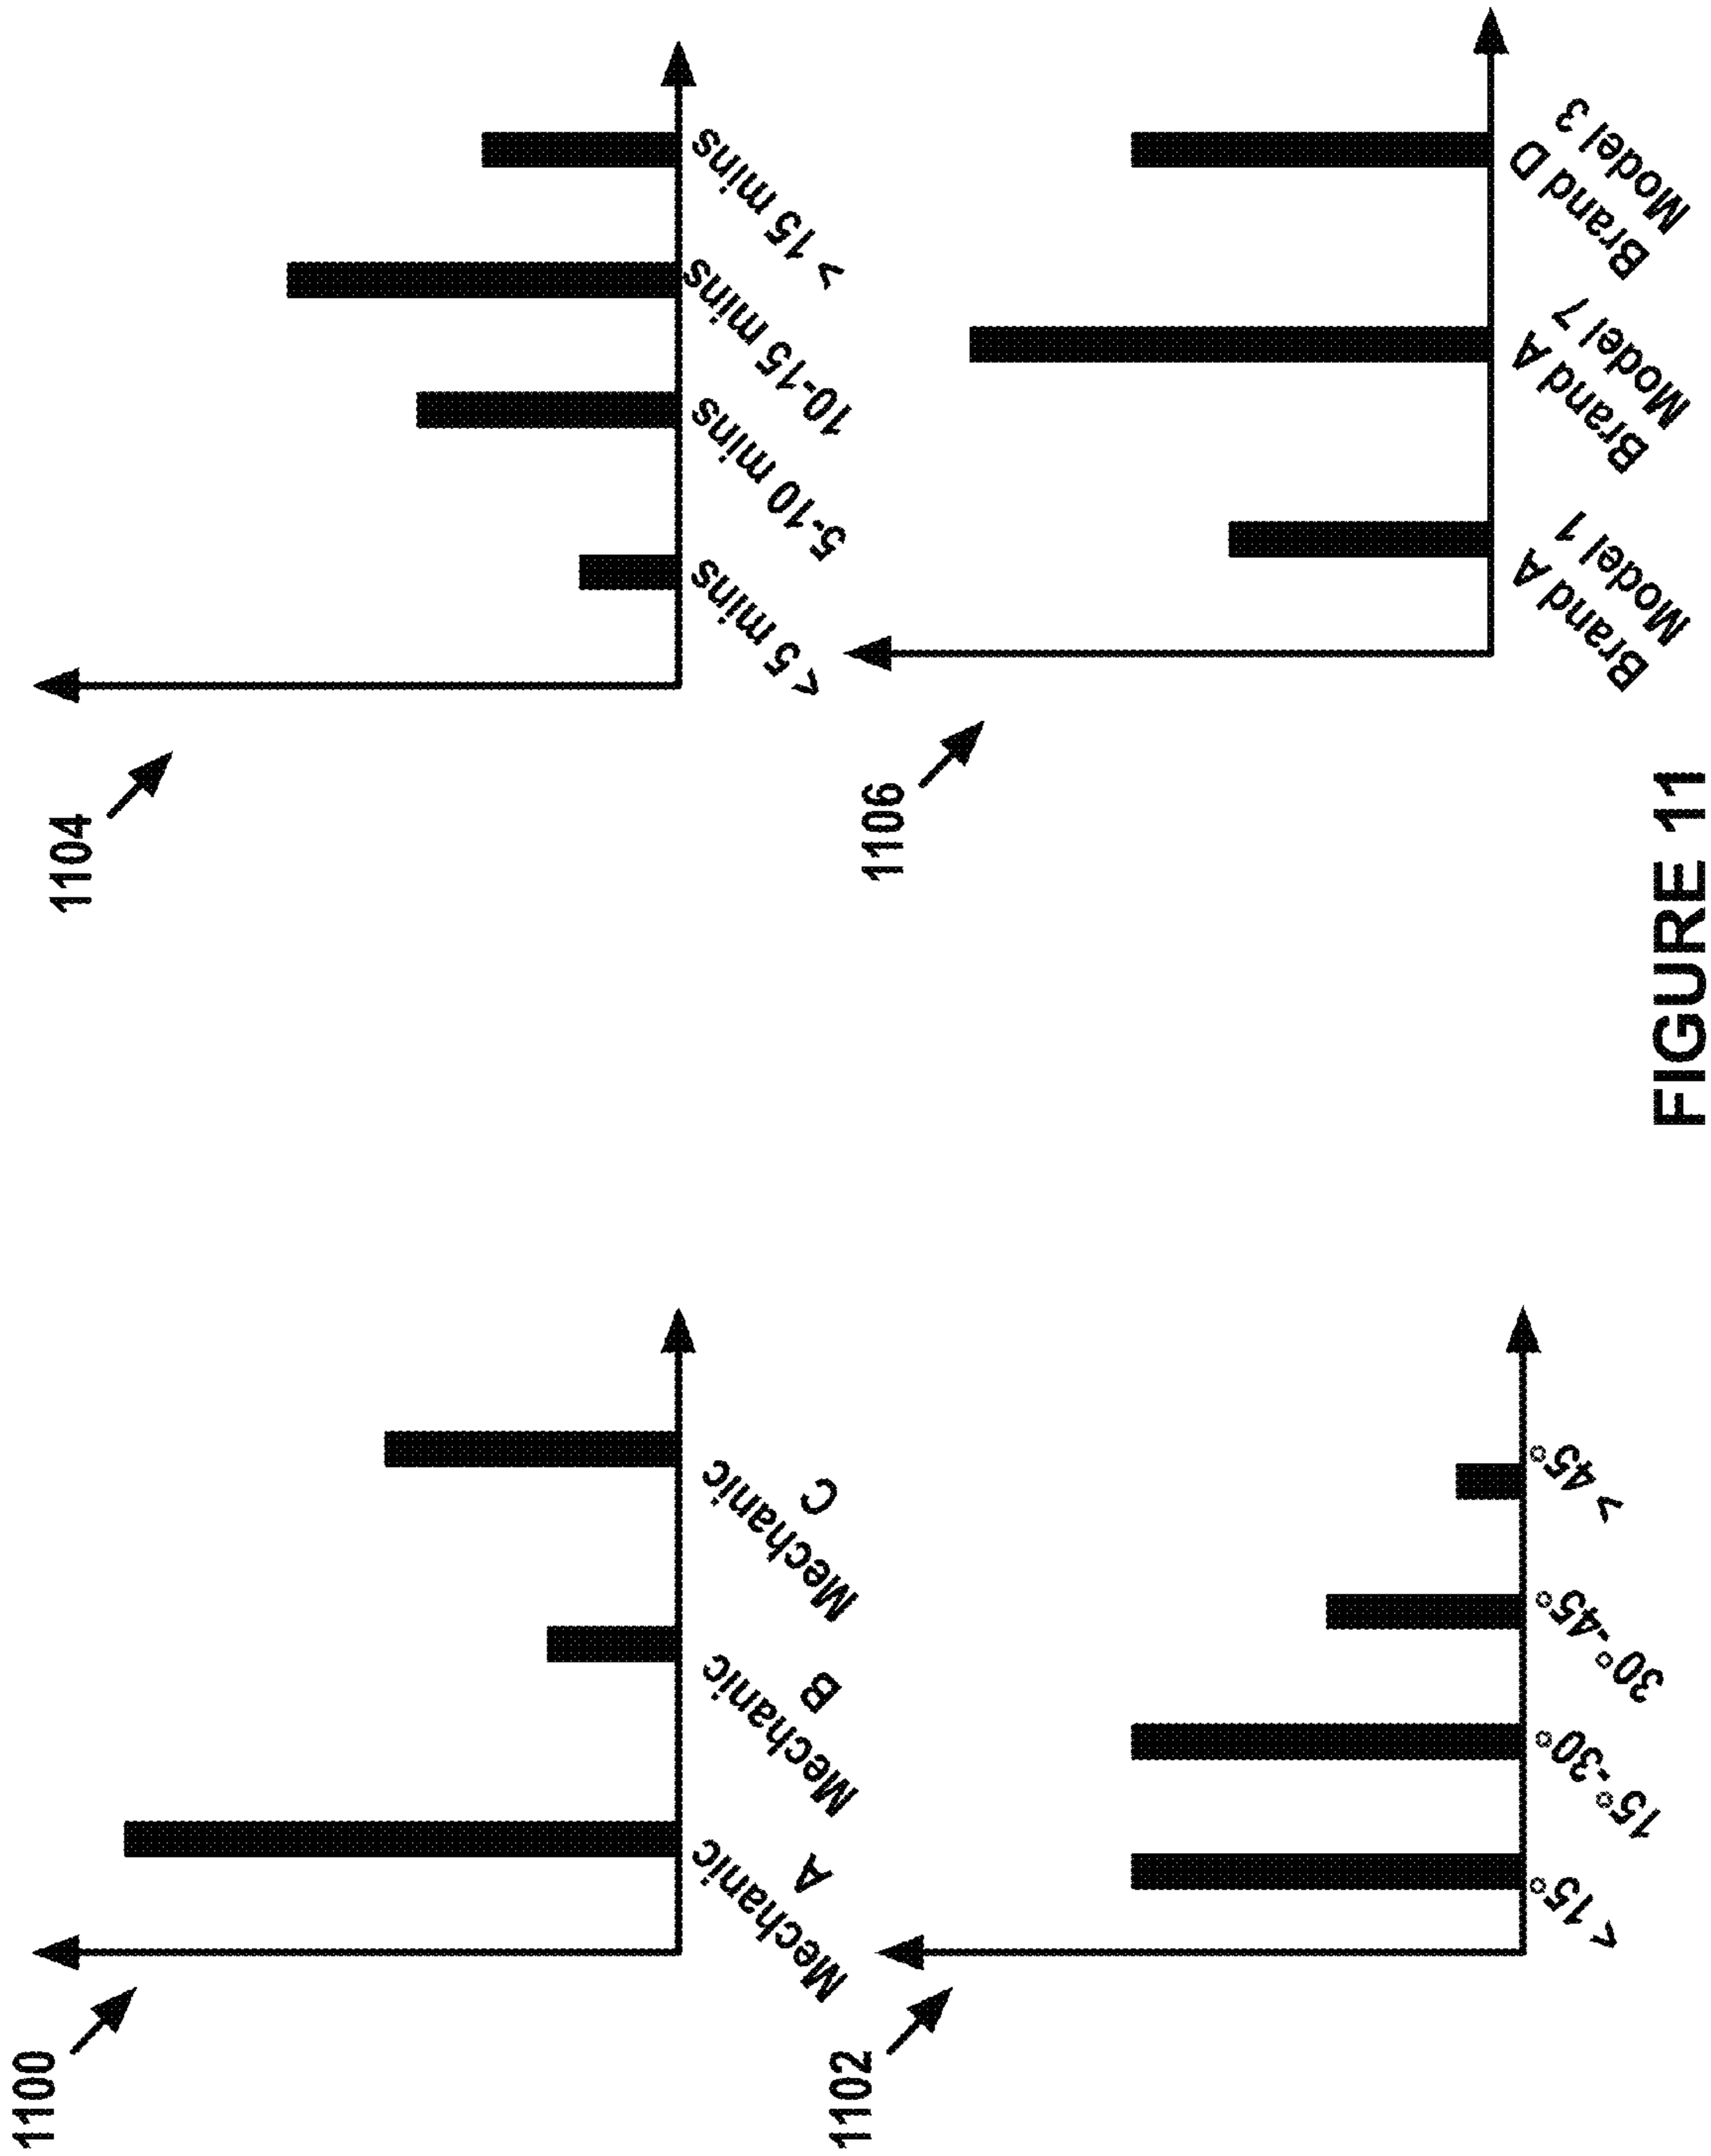 1100
Mechanic
A
Mechanic
B
Mechanic
C
1104
< 5 mins
5-10 mins
10-15 mins
> 15 mins
1102
< 15°
15°-30°
30°-45°
> 45°
1106
Brand A
Model 1
Brand A
Model 7
Brand D
Model 3
FIGURE 11